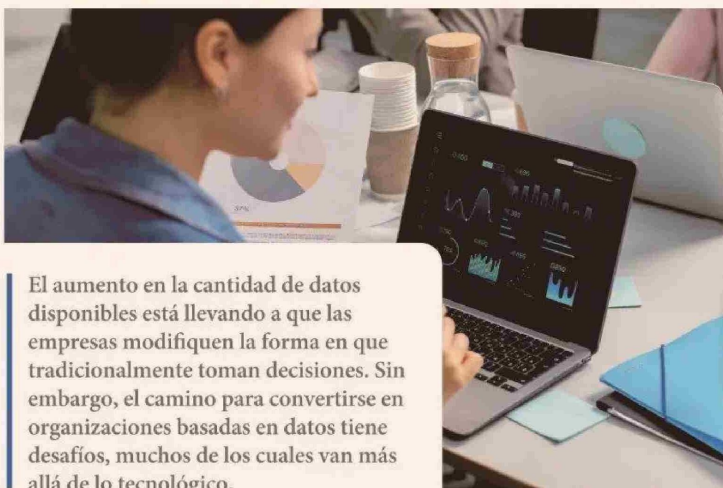 El aumento en la cantidad de datos
disponibles está llevando a que las
empresas modifiquen la forma en que
tradicionalmente toman decisiones. Sin
embargo, el camino para convertirse en
organizaciones basadas en datos tiene
desafíos, muchos de los cuales van más
allá de lo tecnológico.